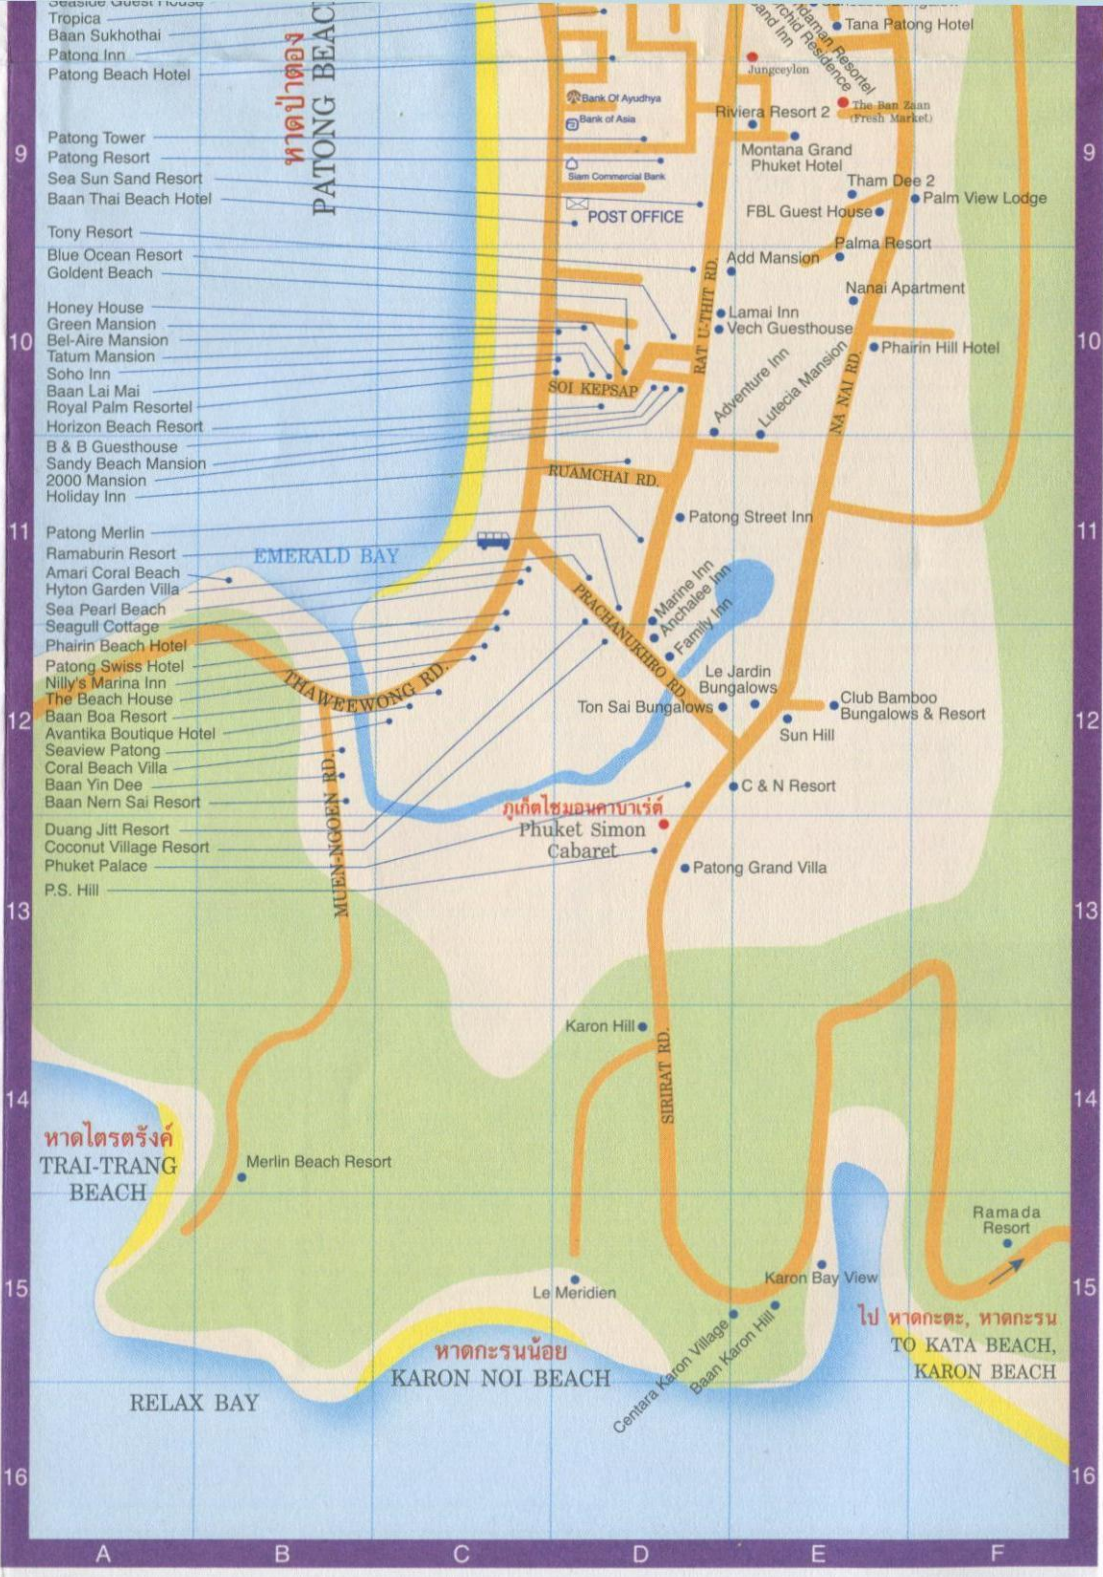 Seaside Guest House
Tropica
Baan Sukhothai
Patong Inn
Patong Beach Hotel
Patong Tower
Patong Resort
Sea Sun Sand Resort
Baan Thai Beach Hotel
Tony Resort
Blue Ocean Resort
Goldent Beach
Honey House
Green Mansion
Bel-Aire Mansion
Tatum Mansion
Soho Inn
Baan Lai Mai
Royal Palm Resortel
Horizon Beach Resort
B & B Guesthouse
Sandy Beach Mansion
2000 Mansion
Holiday Inn
Patong Merlin
Ramaburin Resort
Amari Coral Beach
Hyton Garden Villa
Sea Pearl Beach
Seagull Cottage
Phairin Beach Hotel
Patong Swiss Hotel
Nilly's Marina Inn
The Beach House
Baan Boa Resort
Avantika Boutique Hotel
Seaview Patong
Coral Beach Villa
Baan Yin Dee
Baan Nern Sai Resort
Duang Jitt Resort
Coconut Village Resort
Phuket Palace
P.S. Hill
หาดป่าตอง
PATONG BEACH
EMERALD BAY
Tana Patong Hotel
Jungceylon
The Ban Zaan
(Fresh Market)
Bank Of Ayudhya
Bank of Asia
Siam Commercial Bank
POST OFFICE
Riviera Resort 2
Montana Grand
Phuket Hotel
Tham Dee 2
Palm View Lodge
FBL Guest House
Palma Resort
Add Mansion
Nanai Apartment
Lamai Inn
Vech Guesthouse
Phairin Hill Hotel
Adventure Inn
Lutecia Mansion
RAT U-THIT RD.
NA NAI RD.
SOI KEPSAP
RUAMCHAI RD.
Patong Street Inn
Marine Inn
Anchalee Inn
Family Inn
PRACHANUKHRO RD.
THAWEEWONG RD.
MUEN-NGOEN RD.
Le Jardin
Bungalows
Ton Sai Bungalows
Club Bamboo
Bungalows & Resort
Sun Hill
C & N Resort
ภูเก็ตไซมอนคาบาเร่ต์
Phuket Simon
Cabaret
Patong Grand Villa
Karon Hill
SIRIRAT RD.
หาดไตรตรังค์
TRAI-TRANG
BEACH
Merlin Beach Resort
Le Meridien
หาดกะรนน้อย
KARON NOI BEACH
RELAX BAY
Karon Bay View
Centara Karon Village
Baan Karon Hill
Ramada
Resort
ไป หาดกะตะ, หาดกะรน
TO KATA BEACH,
KARON BEACH
9
10
11
12
13
14
15
16
9
10
11
12
13
14
15
16
A B C D E F